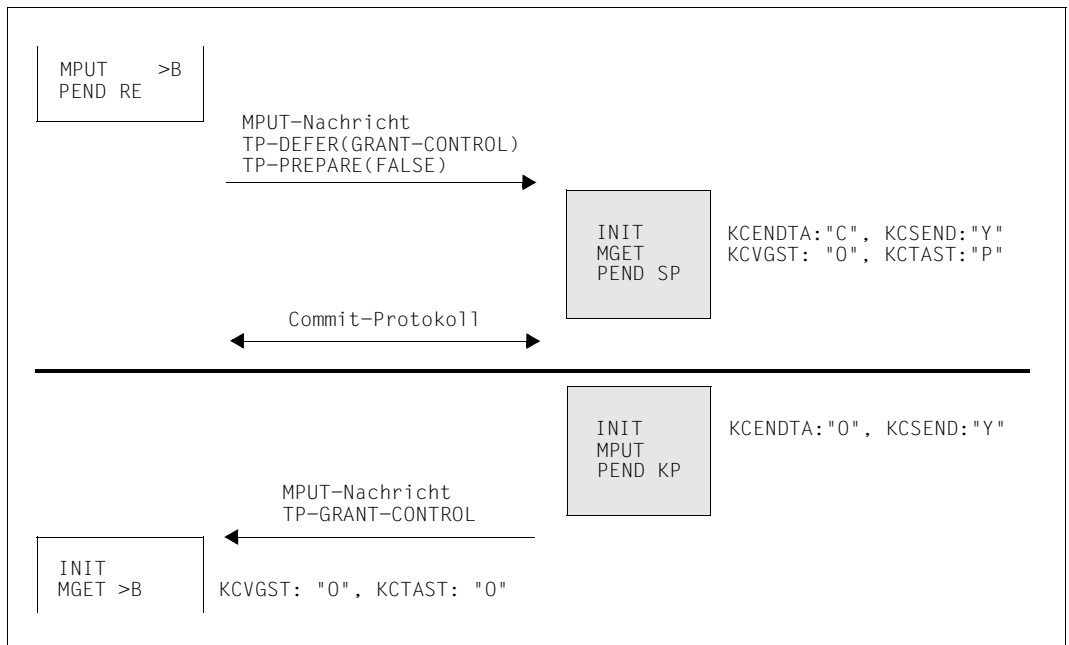 MPUT >B
PEND RE
MPUT-Nachricht
TP-DEFER(GRANT-CONTROL)
TP-PREPARE(FALSE)
INIT
MGET
PEND SP
KCENDTA:"C", KCSEND:"Y"
KCVGST: "O", KCTAST:"P"
Commit-Protokoll
INIT
MPUT
PEND KP
KCENDTA:"O", KCSEND:"Y"
MPUT-Nachricht
TP-GRANT-CONTROL
INIT
MGET >B
KCVGST: "O", KCTAST: "O"